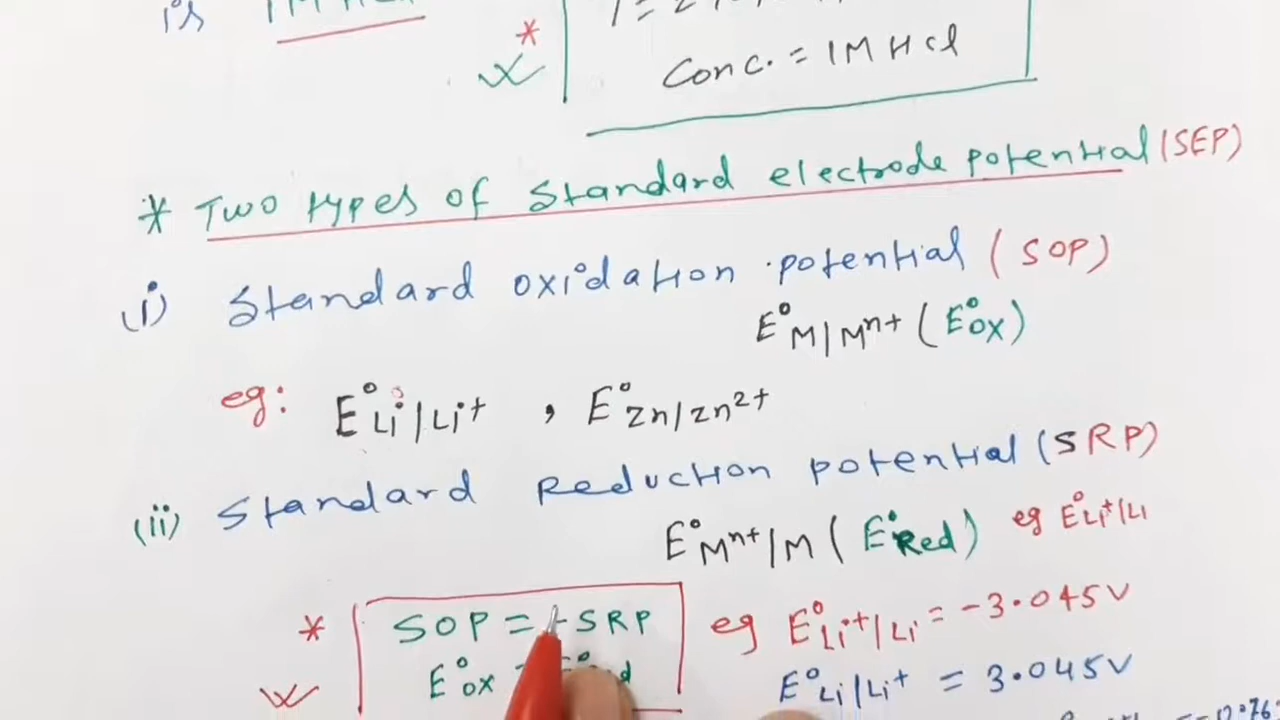 is
Conc. = 1M HCl
* Two types of Standard electrode potential (SEP)
(i) Standard oxidation potential (SOP)
E°M/Mⁿ⁺ (E°OX)
eg: E°Li/Li⁺ , E°Zn/Zn²⁺
(ii) Standard Reduction potential (SRP)
E°Mⁿ⁺/M (E°Red) eg E°Li⁺/Li
* SOP = -SRP eg E°Li⁺/Li = -3.045V
E°OX E°Li/Li⁺ = 3.045V